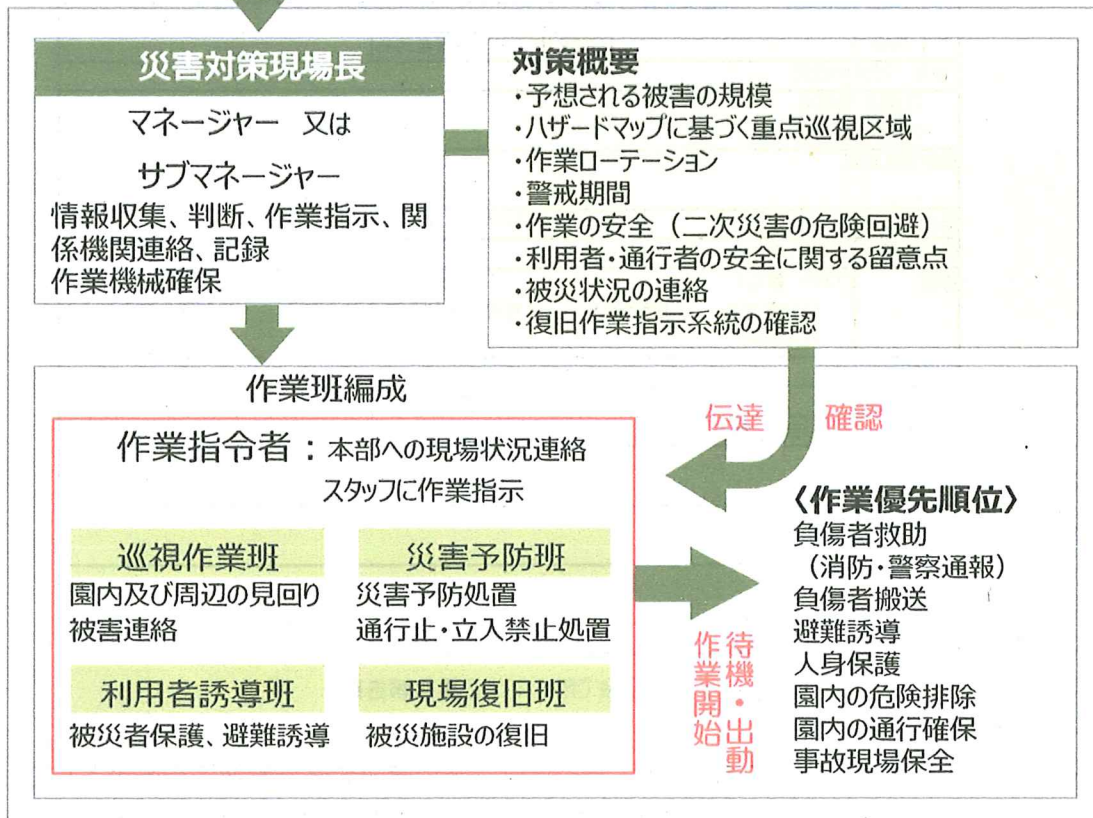 災害対策現場長
マネージャー 又は
サブマネージャー
情報収集、判断、作業指示、関
係機関連絡、記録
作業機械確保
対策概要
・予想される被害の規模
・ハザードマップに基づく重点巡視区域
・作業ローテーション
・警戒期間
・作業の安全（二次災害の危険回避）
・利用者・通行者の安全に関する留意点
・被災状況の連絡
・復旧作業指示系統の確認
作業班編成
作業指令者：本部への現場状況連絡
スタッフに作業指示
巡視作業班
園内及び周辺の見回り
被害連絡
災害予防班
災害予防処置
通行止・立入禁止処置
利用者誘導班
被災者保護、避難誘導
現場復旧班
被災施設の復旧
伝達
確認
待機・出動
作業開始
〈作業優先順位〉
負傷者救助
（消防・警察通報）
負傷者搬送
避難誘導
人身保護
園内の危険排除
園内の通行確保
事故現場保全